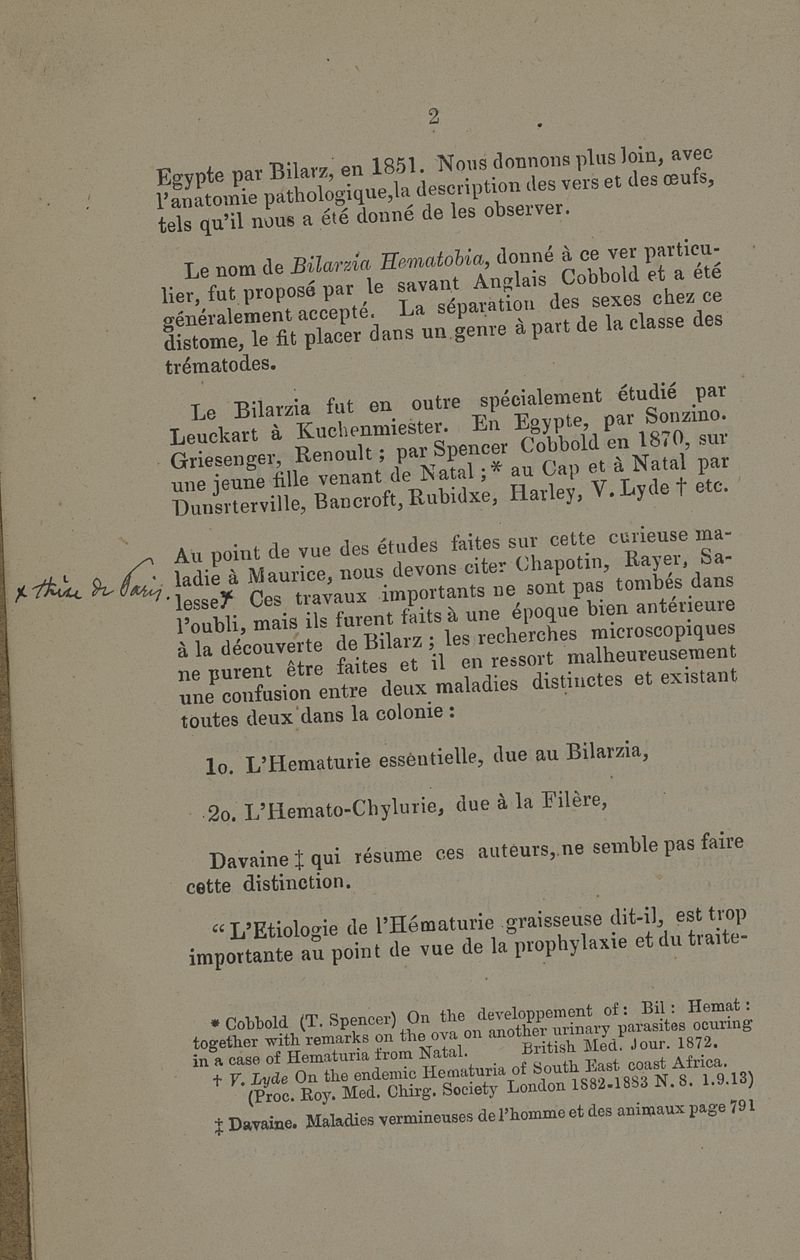 2
Egypte par Bilarz, en 1851. Nous donnons plus loin, avec
l'anatomie pathologique,la description des vers et des œufs,
tels qu'il nous a été donné de les observer.
Le nom de Bilarzia Hematobia, donné à ce ver particu-
lier, fut proposé par le savant Anglais Cobbold et a été
généralement accepté. La séparation des sexes chez ce
distome, le fit placer dans un genre à part de la classe des
trématodes.
Le Bilarzia fut en outre spécialement étudié par
Leuckart à Kuchenmiester. En Egypte, par Sonzino.
Griesenger, Renoult ; par Spencer Cobbold en 1870, sur
une jeune fille venant de Natal ; * au Cap et à Natal par
Dunsrterville, Bancroft, Rubidxe, Harley, V. Lyde † etc.
Au point de vue des études faites sur cette curieuse ma-
ladie à Maurice, nous devons citer Chapotin, Rayer, Sa-
x thèse de Paris.
lesse x Ces travaux importants ne sont pas tombés dans
l'oubli, mais ils furent faits à une époque bien antérieure
à la découverte de Bilarz ; les recherches microscopiques
ne purent être faites et il en ressort malheureusement
une confusion entre deux maladies distinctes et existant
toutes deux dans la colonie :
1o. L'Hematurie essentielle, due au Bilarzia,
2o. L'Hemato-Chylurie, due à la Filère,
Davaine ‡ qui résume ces auteurs, ne semble pas faire
cette distinction.
“ L'Etiologie de l'Hématurie graisseuse dit-il, est trop
importante au point de vue de la prophylaxie et du traite-
* Cobbold (T. Spencer) On the developpement of : Bil : Hemat :
together with remarks on the ova on another urinary parasites ocuring
in a case of Hematuria from Natal. British Med. Jour. 1872.
† V. Lyde On the endemic Hematuria of South East coast Africa.
(Proc. Roy. Med. Chirg. Society London 1882-1883 N. S. 1.9.13)
‡ Davaine. Maladies vermineuses de l'homme et des animaux page 791